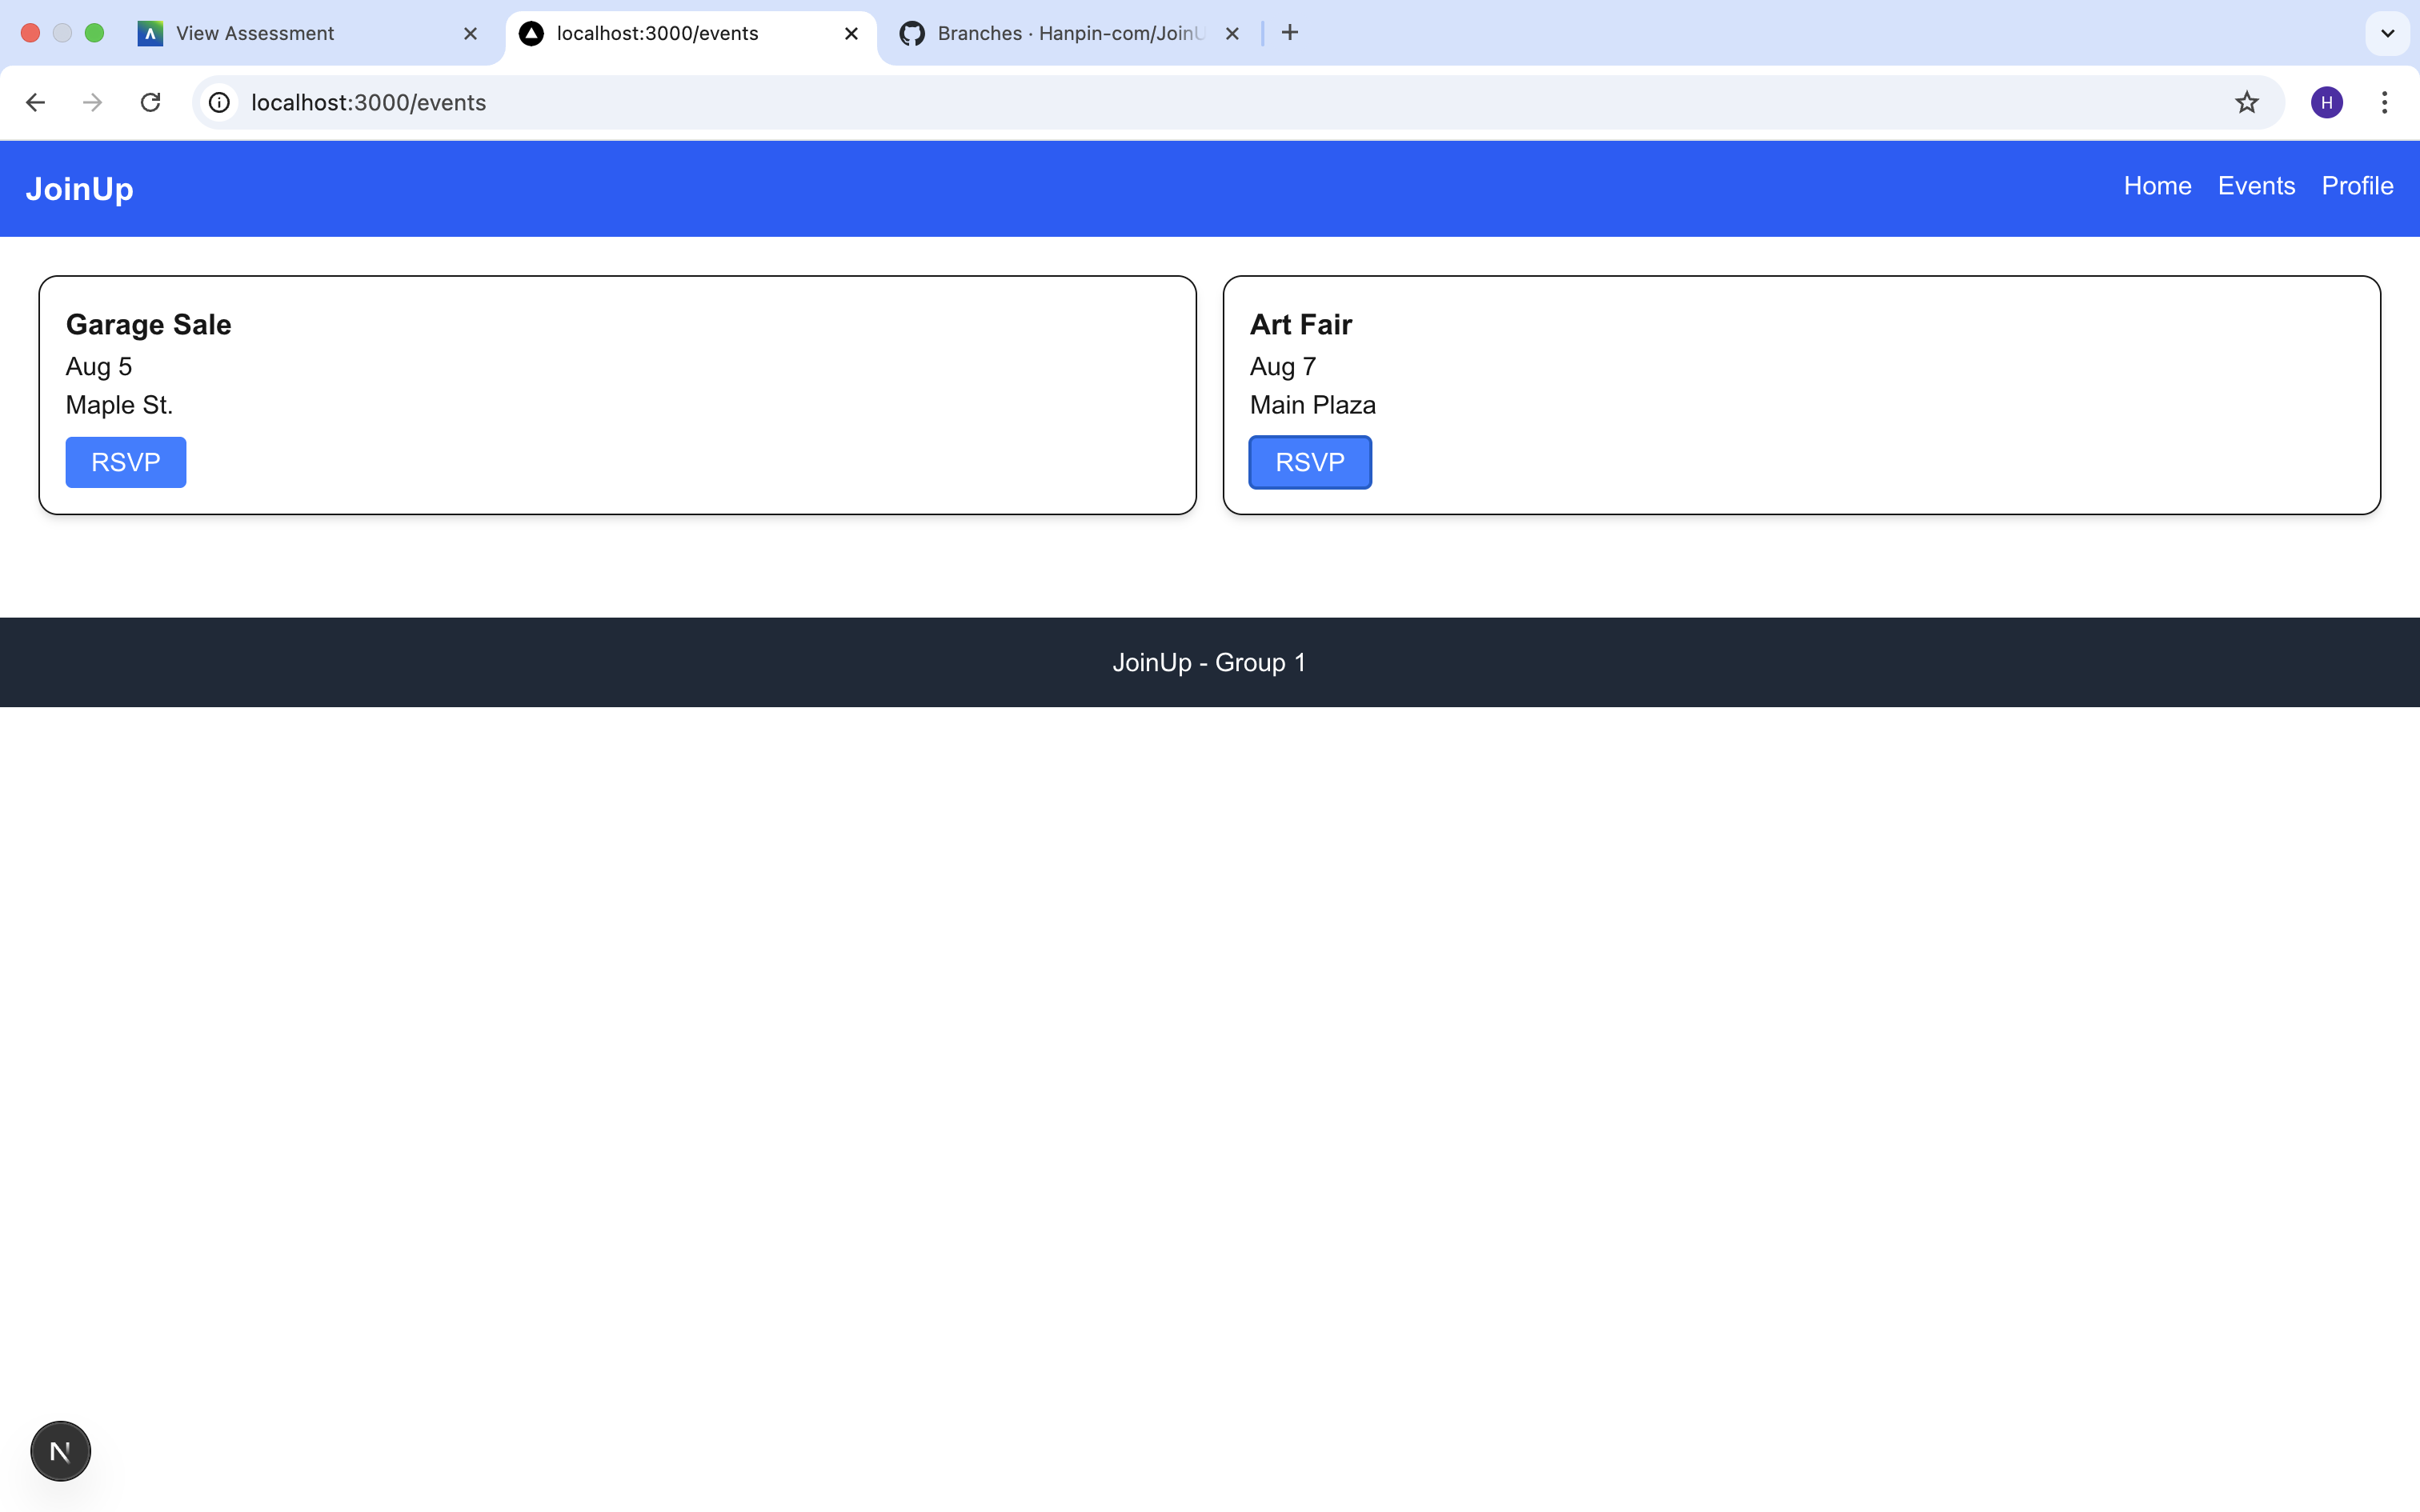 View Assessment
localhost:3000/events
Branches · Hanpin-com/JoinU
localhost:3000/events
H
JoinUp
Home Events Profile
Garage Sale
Aug 5
Maple St.
RSVP
Art Fair
Aug 7
Main Plaza
RSVP
JoinUp - Group 1
N